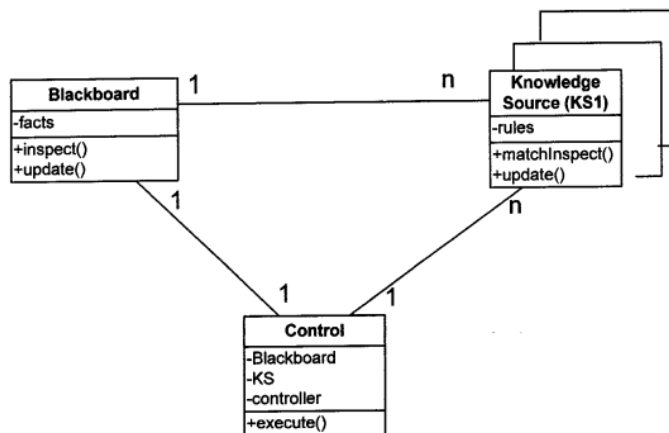 Blackboard
-facts
+inspect()
+update()
1
n
Knowledge
Source (KS1)
-rules
+matchInspect()
+update()
1
n
1
1
Control
-Blackboard
-KS
-controller
+execute()